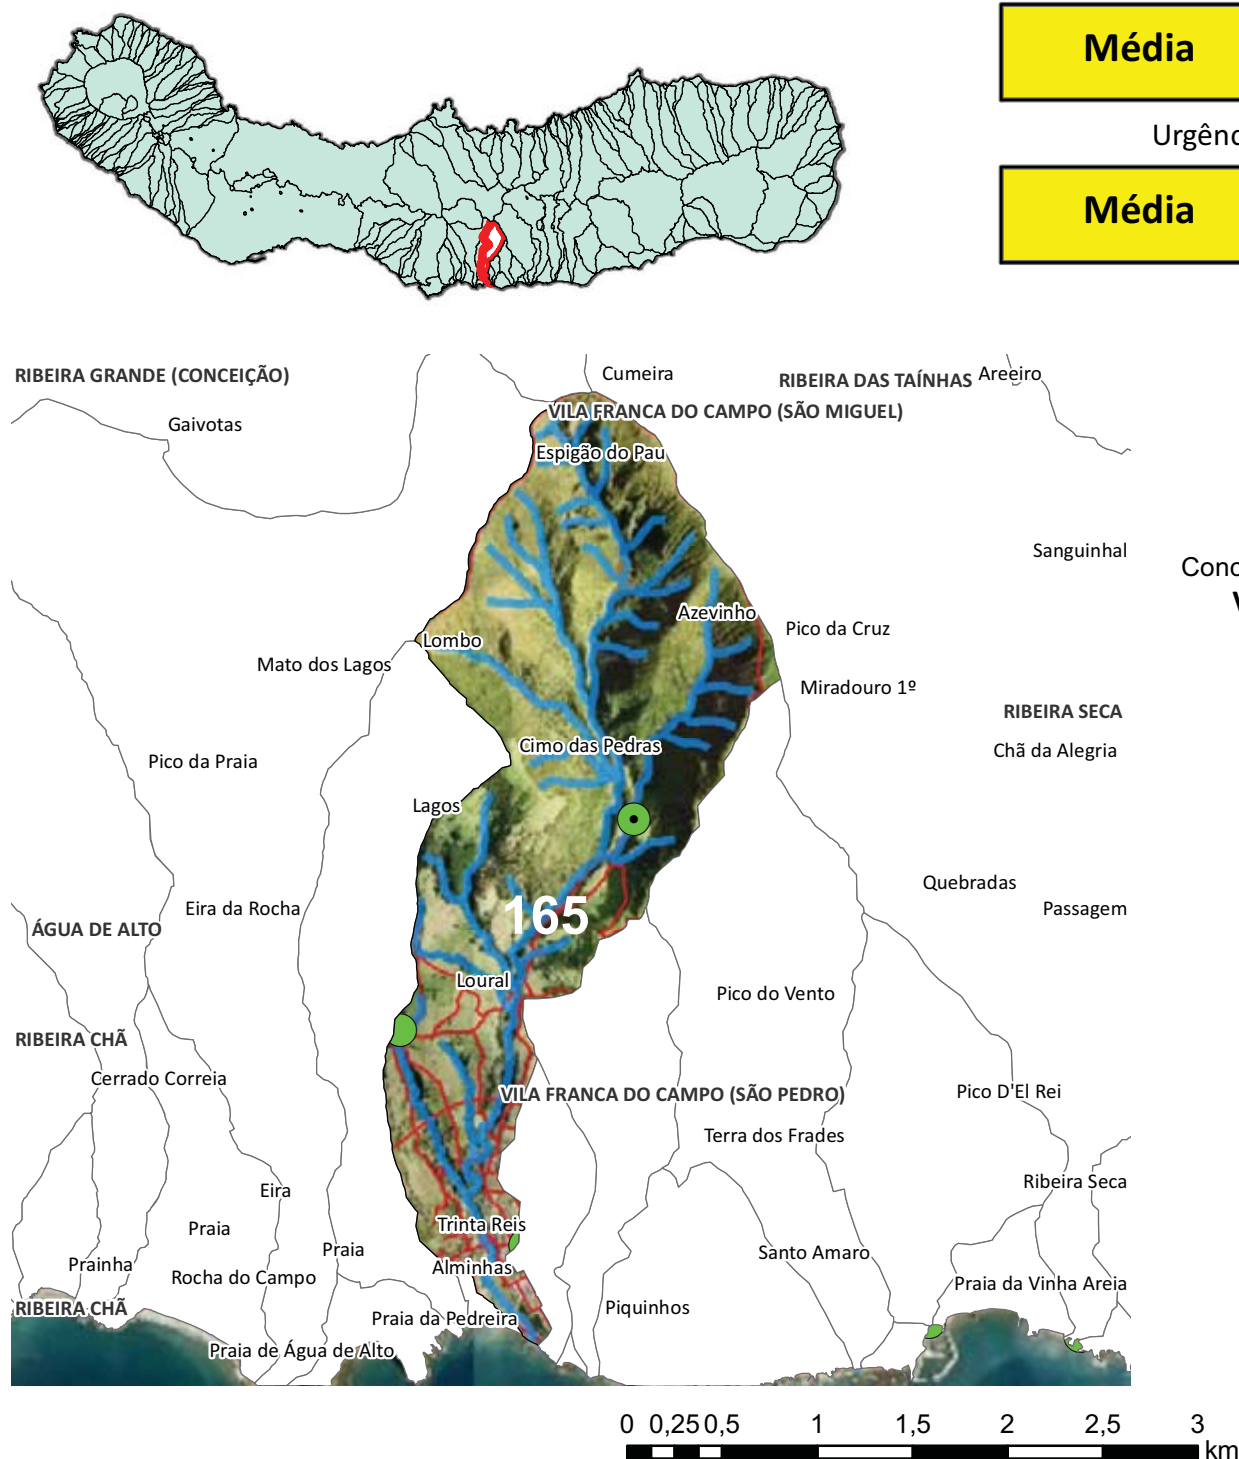 Média
Urgênc
Média
RIBEIRA GRANDE (CONCEIÇÃO)
Cumeira
RIBEIRA DAS TAÍNHAS
Areeiro
VILA FRANCA DO CAMPO (SÃO MIGUEL)
Gaivotas
Espigão do Pau
Sanguinhal
Conc
V
Azevinho
Pico da Cruz
Lombo
Mato dos Lagos
Miradouro 1º
RIBEIRA SECA
Cimo das Pedras
Chã da Alegria
Pico da Praia
Lagos
Quebradas
Eira da Rocha
165
Passagem
ÁGUA DE ALTO
Loural
Pico do Vento
RIBEIRA CHÃ
Cerrado Correia
VILA FRANCA DO CAMPO (SÃO PEDRO)
Pico D'El Rei
Terra dos Frades
Eira
Ribeira Seca
Praia
Trinta Reis
Praia
Santo Amaro
Prainha
Rocha do Campo
Alminhas
Praia da Vinha Areia
RIBEIRA CHÃ
Praia da Pedreira
Piquinhos
Praia de Água de Alto
0 0,25 0,5 1 1,5 2 2,5 3
km